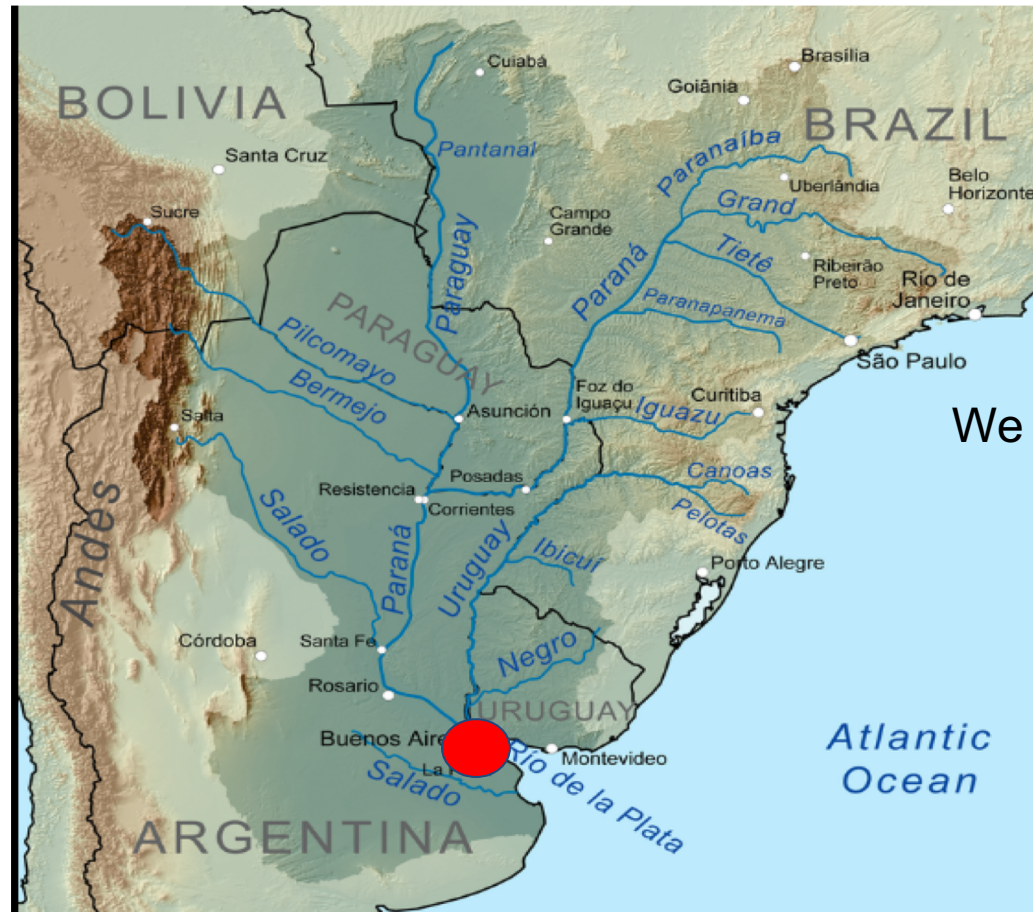 Cuiabá
Brasília
Goiânia
BOLIVIA
BRAZIL
Pantanal
Paranaíba
Santa Cruz
Uberlândia
Belo
Horizonte
Sucre
Campo
Grande
Grand
Paraguay
Paraná
Tietê
Ribeirão
Preto
Río de
Janeiro
PARAGUAY
Paranapanema
Pilcomayo
São Paulo
Bermejo
Foz do
Iguaçu
Curitiba
Asunción
Iguazu
Salta
We
Posadas
Canoas
Resistencia
Corrientes
Pelotas
Andes
Salado
Paraná
Uruguay
Ibicuí
Porto Alegre
Córdoba
Santa Fe
Negro
Rosario
URUGUAY
Buenos Aire
Montevideo
Atlantic
Ocean
La
Río de la Plata
Salado
ARGENTINA